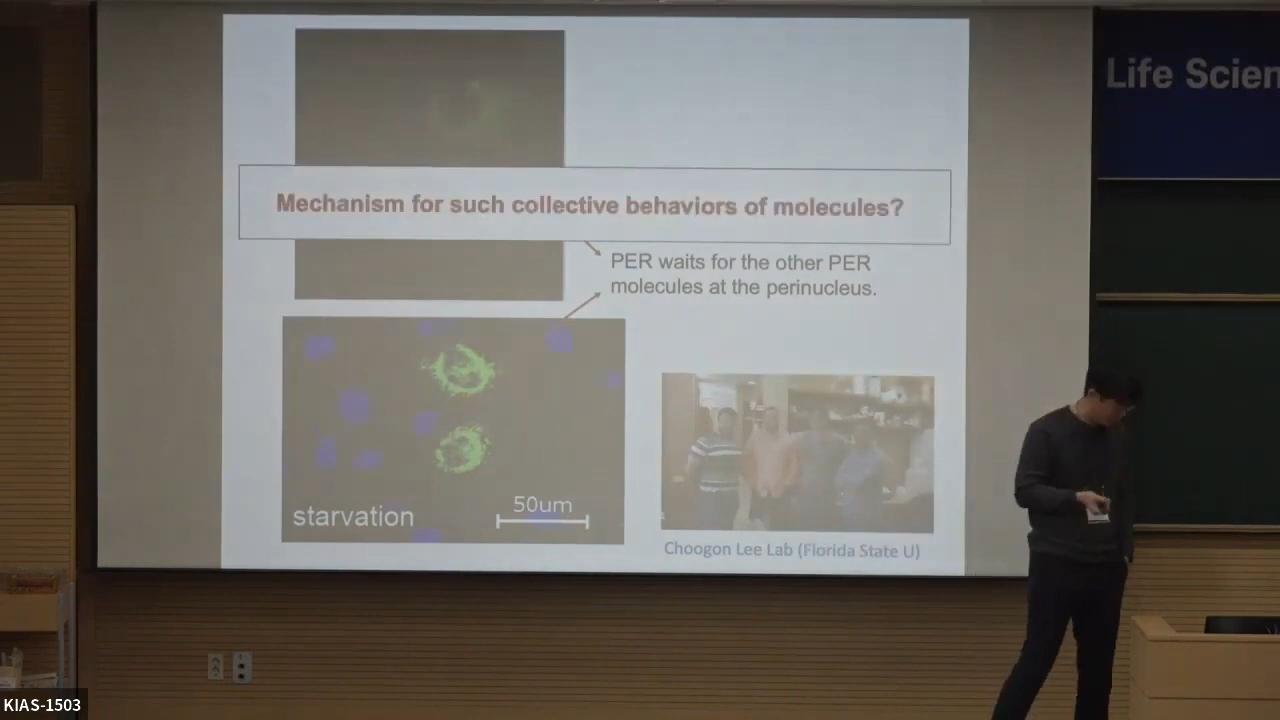 Life Scien
Mechanism for such collective behaviors of molecules?
PER waits for the other PER
molecules at the perinucleus.
50um
starvation
Choogon Lee Lab (Florida State U)
KIAS-1503